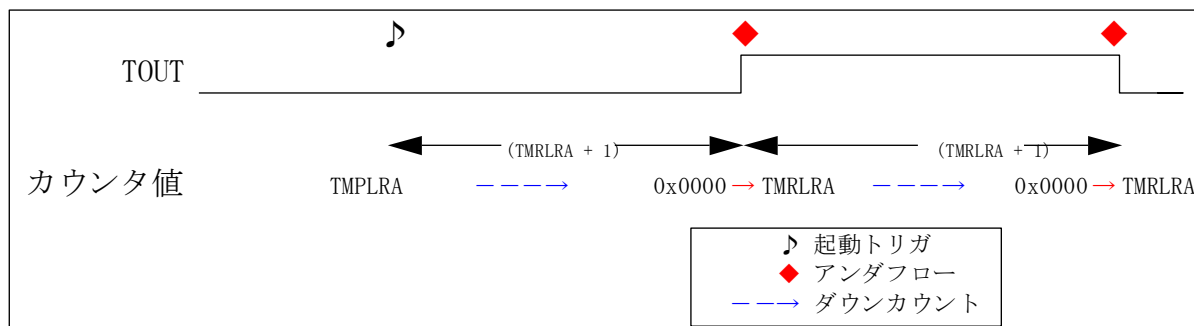 TOUT
(TMRLRA + 1) (TMRLRA + 1)
カウンタ値 TMPLRA 0x0000 → TMRLRA 0x0000 → TMRLRA
♪ 起動トリガ
◆ アンダフロー
---→ ダウンカウント